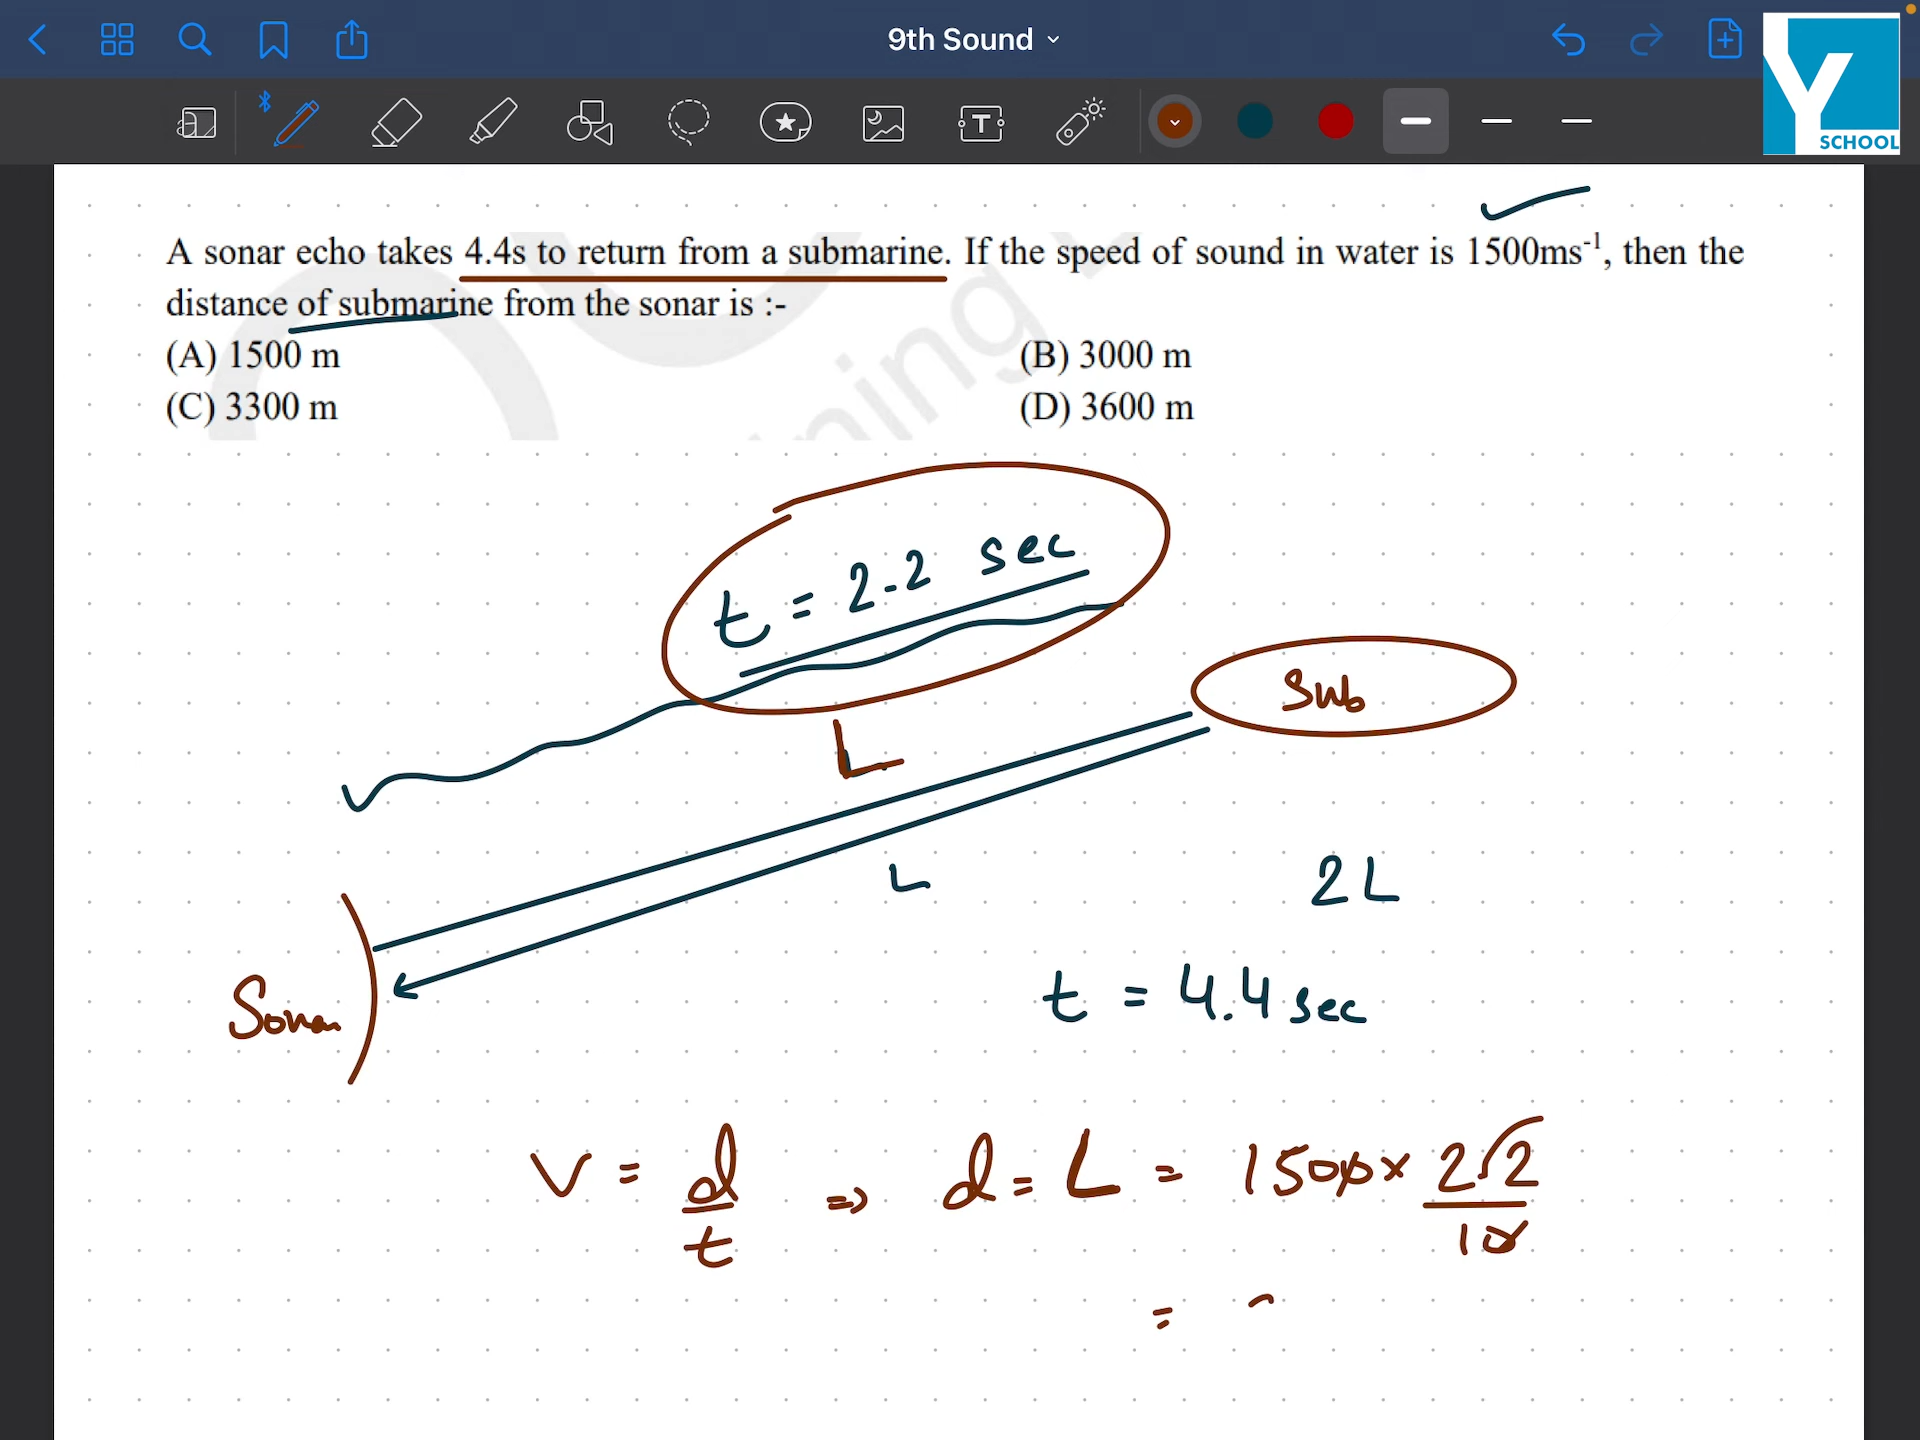 9th Sound
SCHOOL
A sonar echo takes 4.4s to return from a submarine. If the speed of sound in water is 1500ms⁻¹, then the
distance of submarine from the sonar is :-
(A) 1500 m (B) 3000 m
(C) 3300 m (D) 3600 m
ning
t = 2.2 sec
Sub
L
L
2L
Sonar
t = 4.4 sec
V = d/t => d = L = 1500 x 22/10
=